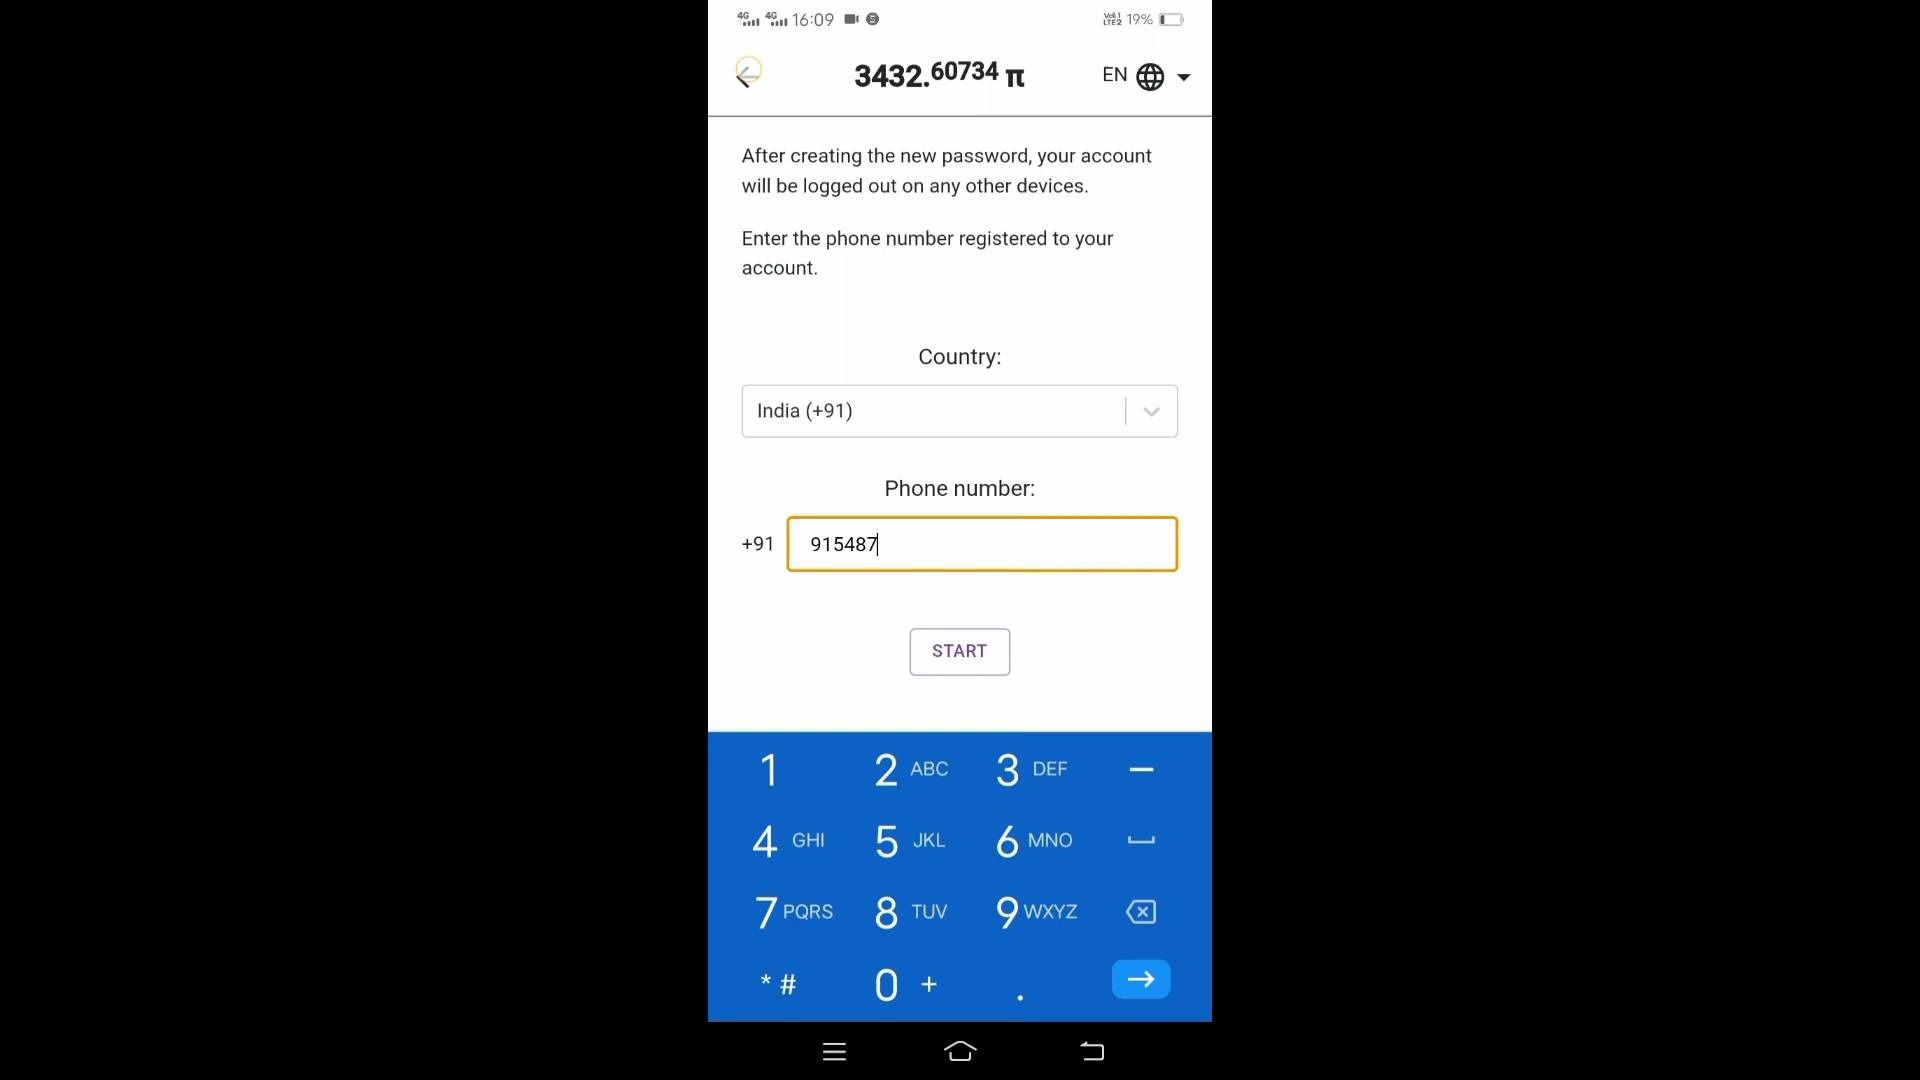 4G 4G 16:09 19%
3432.60734 π EN
After creating the new password, your account
will be logged out on any other devices.
Enter the phone number registered to your
account.
Country:
India (+91)
Phone number:
+91 915487
START
1 2 ABC 3 DEF –
4 GHI 5 JKL 6 MNO
7 PQRS 8 TUV 9 WXYZ
* # 0 + .